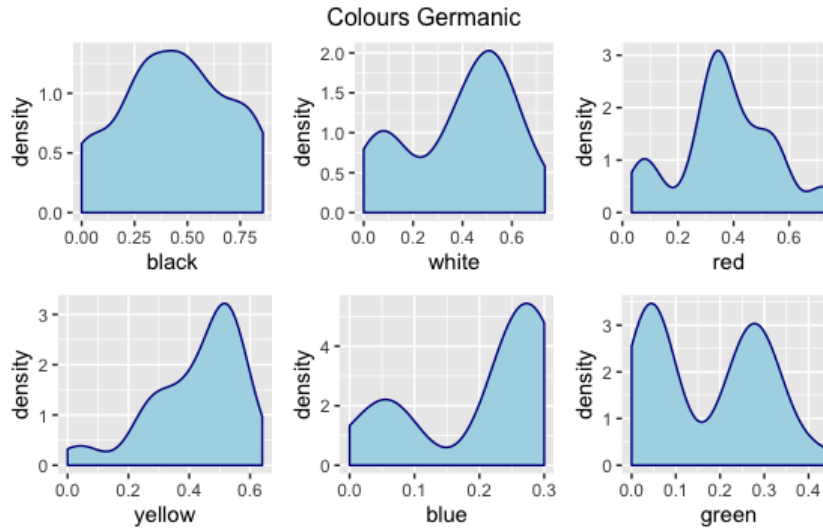 Colours Germanic
density
0.0
0.5
1.0
0.00 0.25 0.50 0.75
black
density
0.0
0.5
1.0
1.5
2.0
0.0 0.2 0.4 0.6
white
density
0
1
2
3
0.0 0.2 0.4 0.6
red
density
0
1
2
3
0.0 0.2 0.4 0.6
yellow
density
0
2
4
0.0 0.1 0.2 0.3
blue
density
0
1
2
3
0.0 0.1 0.2 0.3 0.4
green